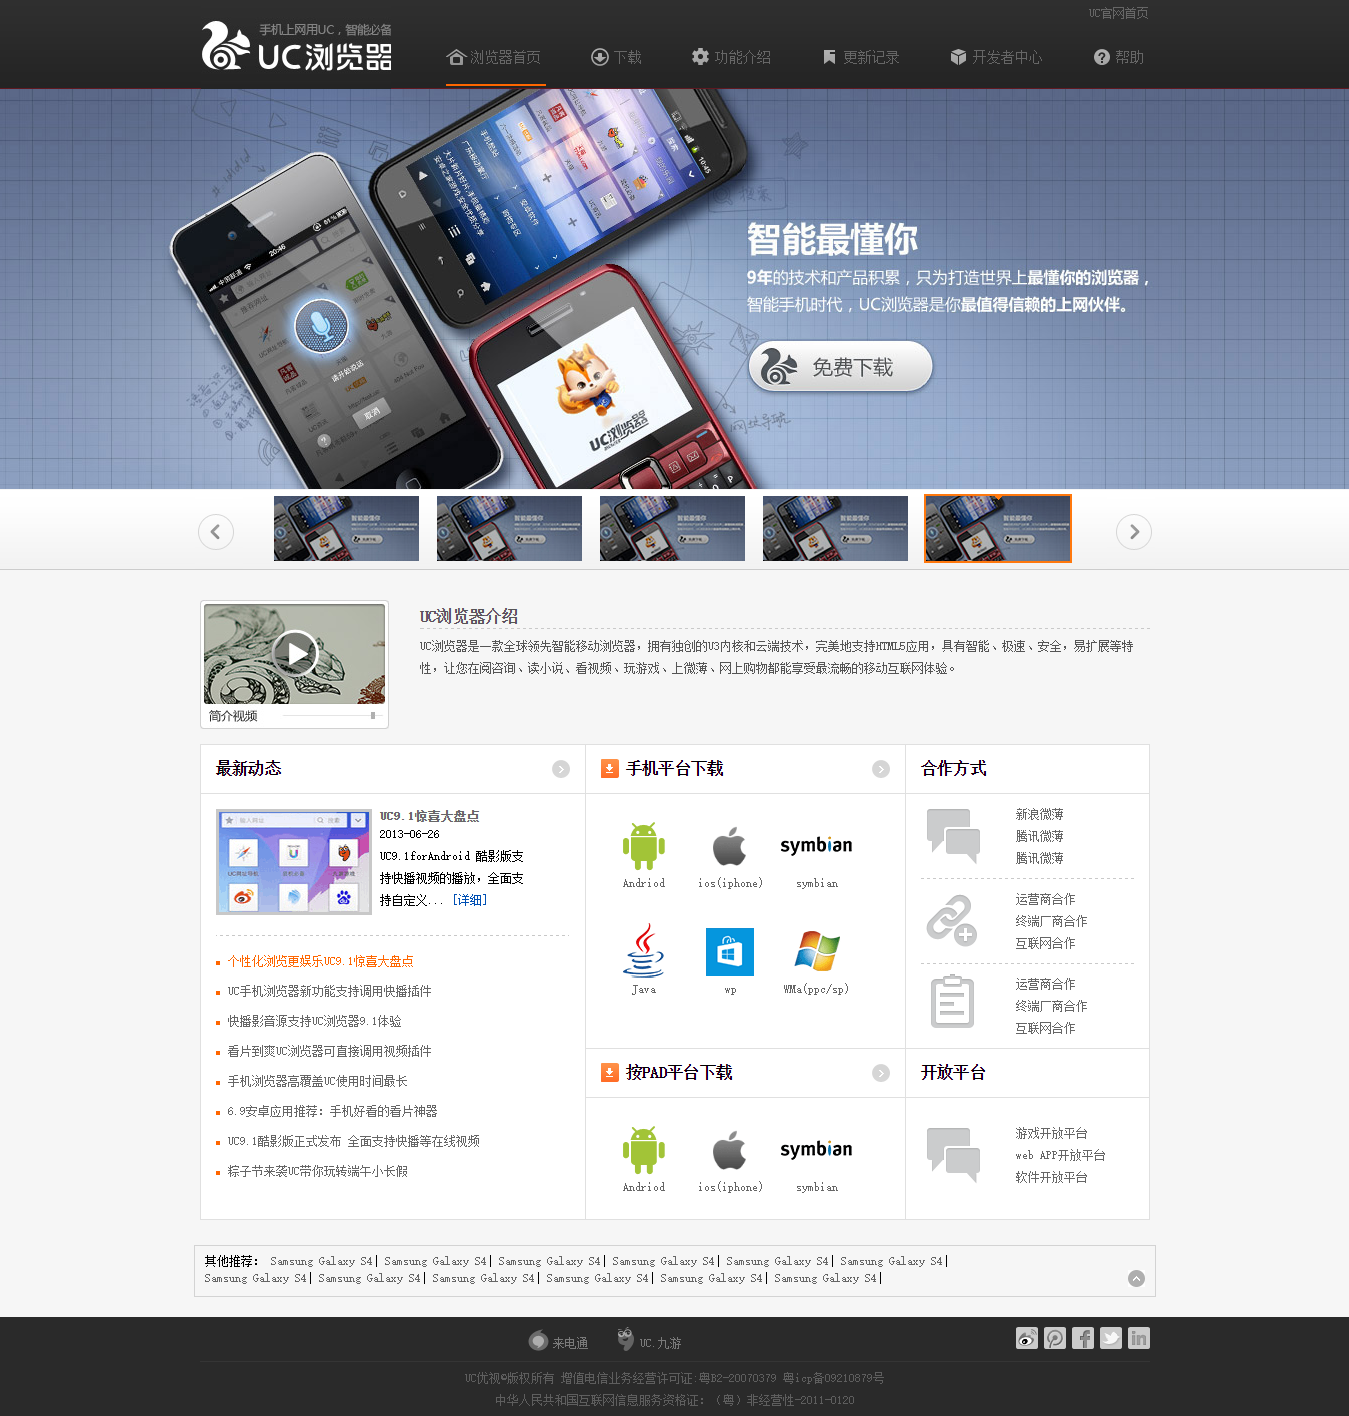 UC官网首页
手机上网用UC，智能必备
UC浏览器
浏览器首页
下载
功能介绍
更新记录
开发者中心
帮助
智能最懂你
9年的技术和产品积累，只为打造世界上最懂你的浏览器，
智能手机时代，UC浏览器是你最值得信赖的上网伙伴。
免费下载
20:46
请开始说话
取消
10:45
UC浏览器
简介视频
UC浏览器介绍
UC浏览器是一款全球领先智能移动浏览器，拥有独创的U3内核和云端技术，完美地支持HTML5应用，具有智能、极速、安全，易扩展等特
性，让您在阅咨询、读小说、看视频、玩游戏、上微薄、网上购物都能享受最流畅的移动互联网体验。
最新动态
UC9.1惊喜大盘点
2013-06-26
UC9.1forAndroid 酷影版支
持快播视频的播放，全面支
持自定义... [详细]
个性化浏览更娱乐UC9.1惊喜大盘点
UC手机浏览器新功能支持调用快播插件
快播影音源支持UC浏览器9.1体验
看片到爽UC浏览器可直接调用视频插件
手机浏览器高覆盖UC使用时间最长
6.9安卓应用推荐：手机好看的看片神器
UC9.1酷影版正式发布 全面支持快播等在线视频
粽子节来袭UC带你玩转端午小长假
手机平台下载
symbian
Andriod
ios(iphone)
symbian
Java
wp
WMa(ppc/sp)
按PAD平台下载
symbian
Andriod
ios(iphone)
symbian
合作方式
新浪微薄
腾讯微薄
腾讯微薄
运营商合作
终端厂商合作
互联网合作
运营商合作
终端厂商合作
互联网合作
开放平台
游戏开放平台
web APP开放平台
软件开放平台
其他推荐： Samsung Galaxy S4| Samsung Galaxy S4| Samsung Galaxy S4| Samsung Galaxy S4| Samsung Galaxy S4| Samsung Galaxy S4|
Samsung Galaxy S4| Samsung Galaxy S4| Samsung Galaxy S4| Samsung Galaxy S4| Samsung Galaxy S4| Samsung Galaxy S4|
来电通
UC.九游
UC优视©版权所有 增值电信业务经营许可证:粤B2-20070379 粤icp备09210879号
中华人民共和国互联网信息服务资格证：（粤）非经营性-2011-0120